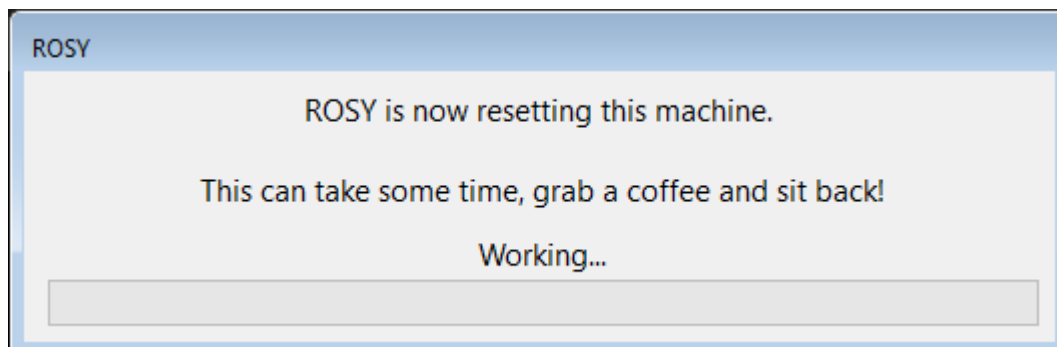 ROSY
ROSY is now resetting this machine.
This can take some time, grab a coffee and sit back!
Working...